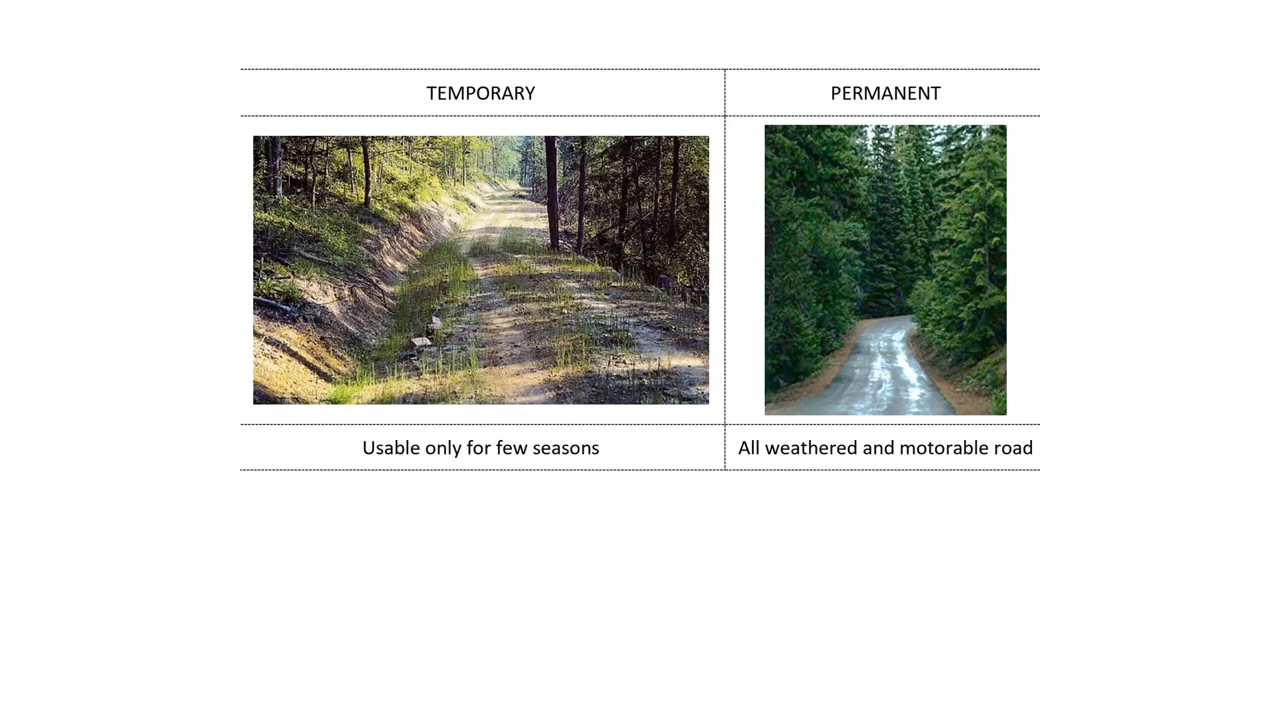 TEMPORARY
PERMANENT
Usable only for few seasons
All weathered and motorable road